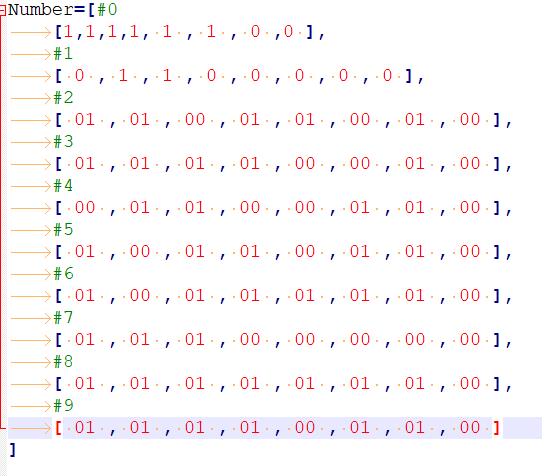 Number=[#0
[1,1,1,1, 1 , 1 , 0 ,0 ],
#1
[ 0 , 1 , 1 , 0 , 0 , 0 , 0 , 0 ],
#2
[ 01 , 01 , 00 , 01 , 01 , 00 , 01 , 00 ],
#3
[ 01 , 01 , 01 , 01 , 00 , 00 , 01 , 00 ],
#4
[ 00 , 01 , 01 , 00 , 00 , 01 , 01 , 00 ],
#5
[ 01 , 00 , 01 , 01 , 00 , 01 , 01 , 00 ],
#6
[ 01 , 00 , 01 , 01 , 01 , 01 , 01 , 00 ],
#7
[ 01 , 01 , 01 , 00 , 00 , 00 , 00 , 00 ],
#8
[ 01 , 01 , 01 , 01 , 01 , 01 , 01 , 00 ],
#9
[ 01 , 01 , 01 , 01 , 00 , 01 , 01 , 00 ]
]